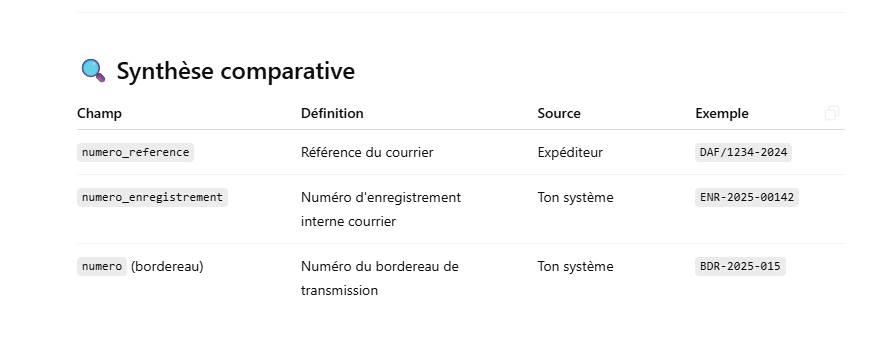 🔍 Synthèse comparative
Champ Définition Source Exemple
numero_reference Référence du courrier Expéditeur DAF/1234-2024
numero_enregistrement Numéro d'enregistrement Ton système ENR-2025-00142
interne courrier
numero (bordereau) Numéro du bordereau de Ton système BDR-2025-015
transmission